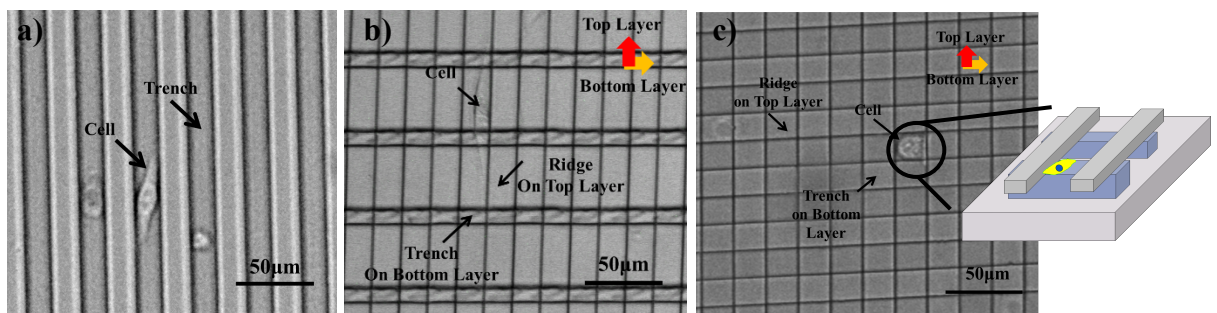 a)
Trench
Cell
50μm
b)
Top Layer
Cell
Bottom Layer
Ridge
On Top Layer
Trench
On Bottom Layer
50μm
c)
Top Layer
Bottom Layer
Ridge
on Top Layer
Cell
Trench
on Bottom
Layer
50μm